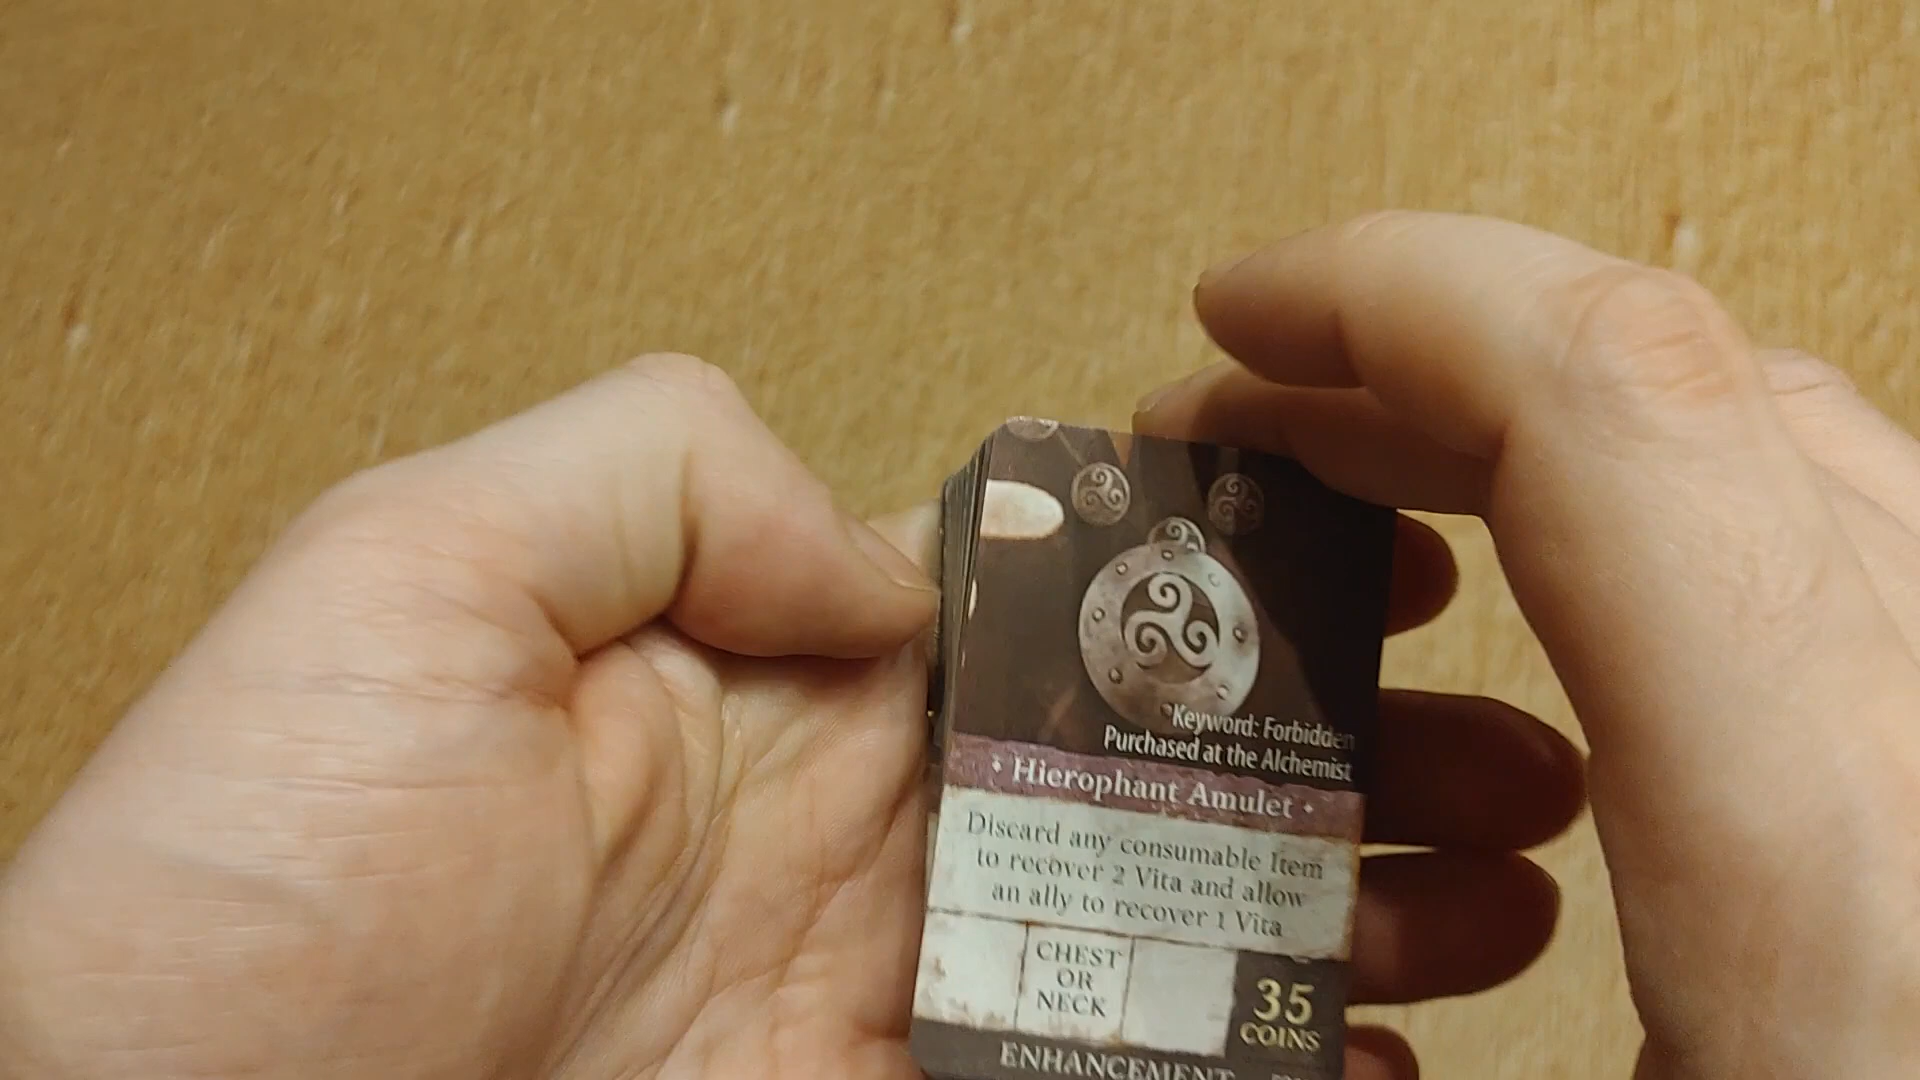 Keyword: Forbidden
Purchased at the Alchemist
Hierophant Amulet
Discard any consumable Item
to recover 2 Vita and allow
an ally to recover 1 Vita
CHEST
OR
NECK
35
COINS
ENHANCEMENT